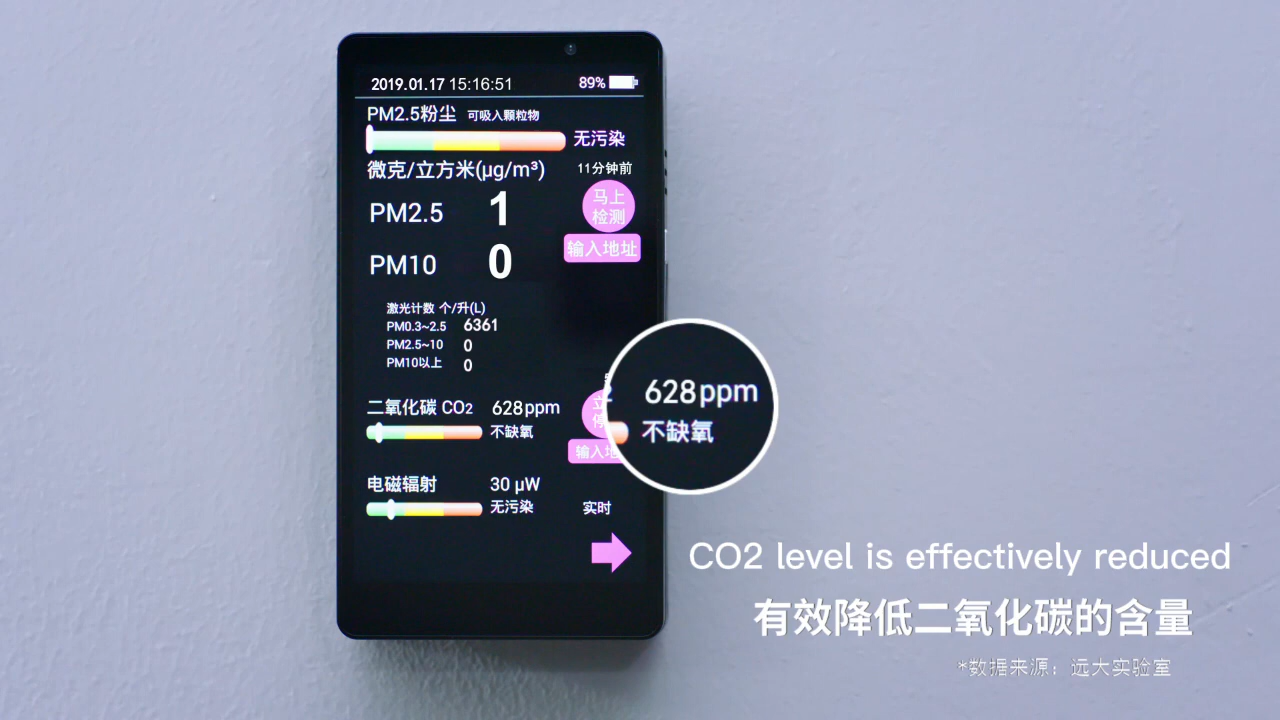 2019.01.17 15:16:51 89%
PM2.5粉尘 可吸入颗粒物
无污染
微克/立方米(μg/m³) 11分钟前
马上
检测
PM2.5 1
输入地址
PM10 0
激光计数 个/升(L)
PM0.3~2.5 6361
PM2.5~10 0
PM10以上 0
二氧化碳 CO2 628ppm
不缺氧
立
停
输入地
628ppm
不缺氧
电磁辐射 30 μW
无污染 实时
CO2 level is effectively reduced
有效降低二氧化碳的含量
*数据来源：远大实验室